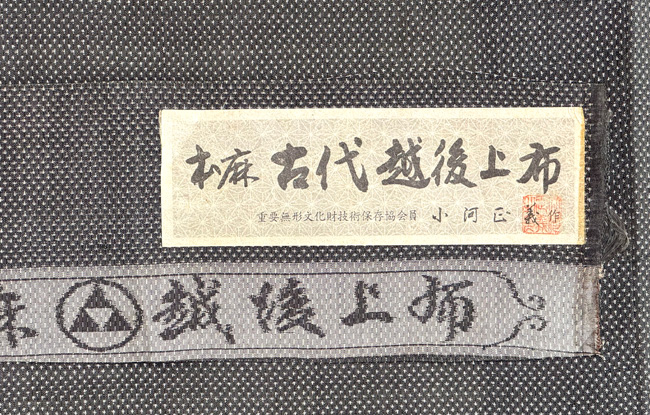 本麻 古代 越後上布
重要無形文化財技術保存協会員 小河正義作
麻 越後上布